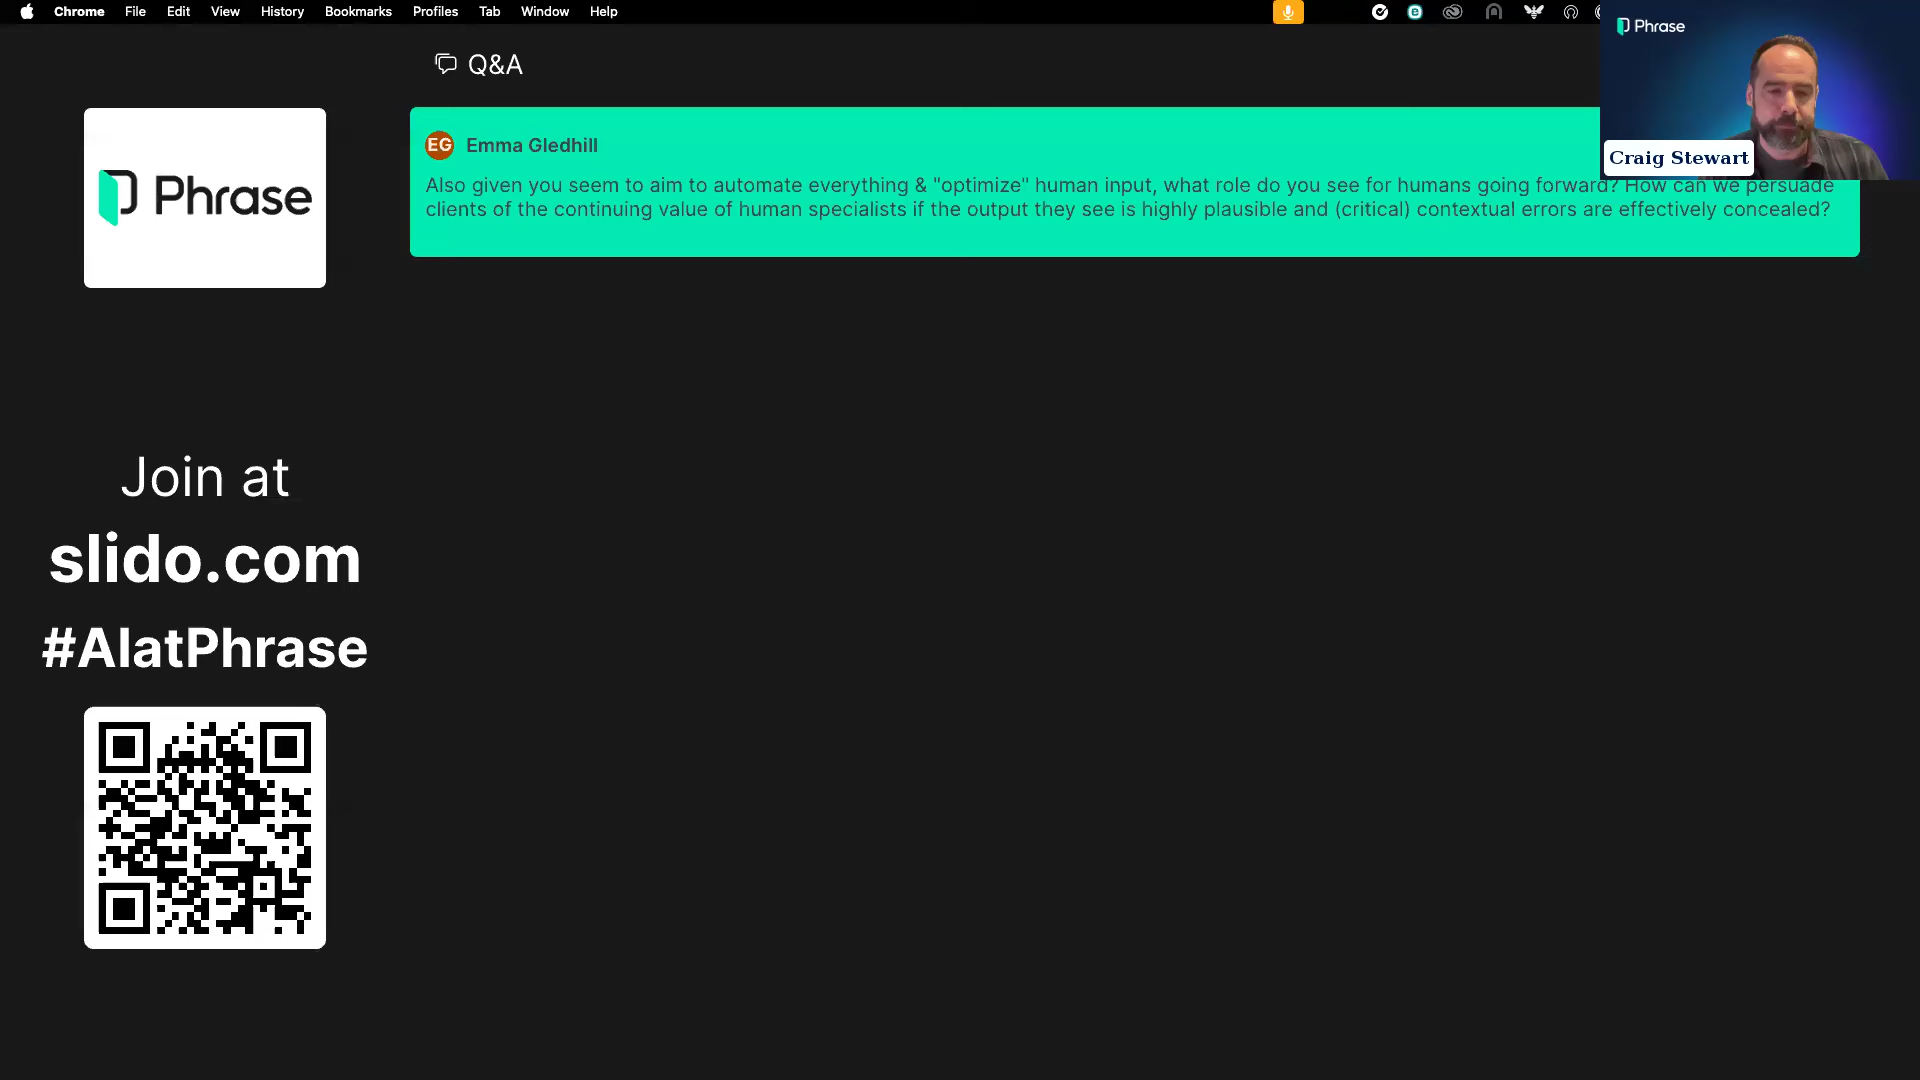 Chrome File Edit View History Bookmarks Profiles Tab Window Help
Phrase
Q&A
Phrase
EG Emma Gledhill
Craig Stewart
Also given you seem to aim to automate everything & "optimize" human input, what role do you see for humans going forward? How can we persuade
clients of the continuing value of human specialists if the output they see is highly plausible and (critical) contextual errors are effectively concealed?
Join at
slido.com
#AIatPhrase